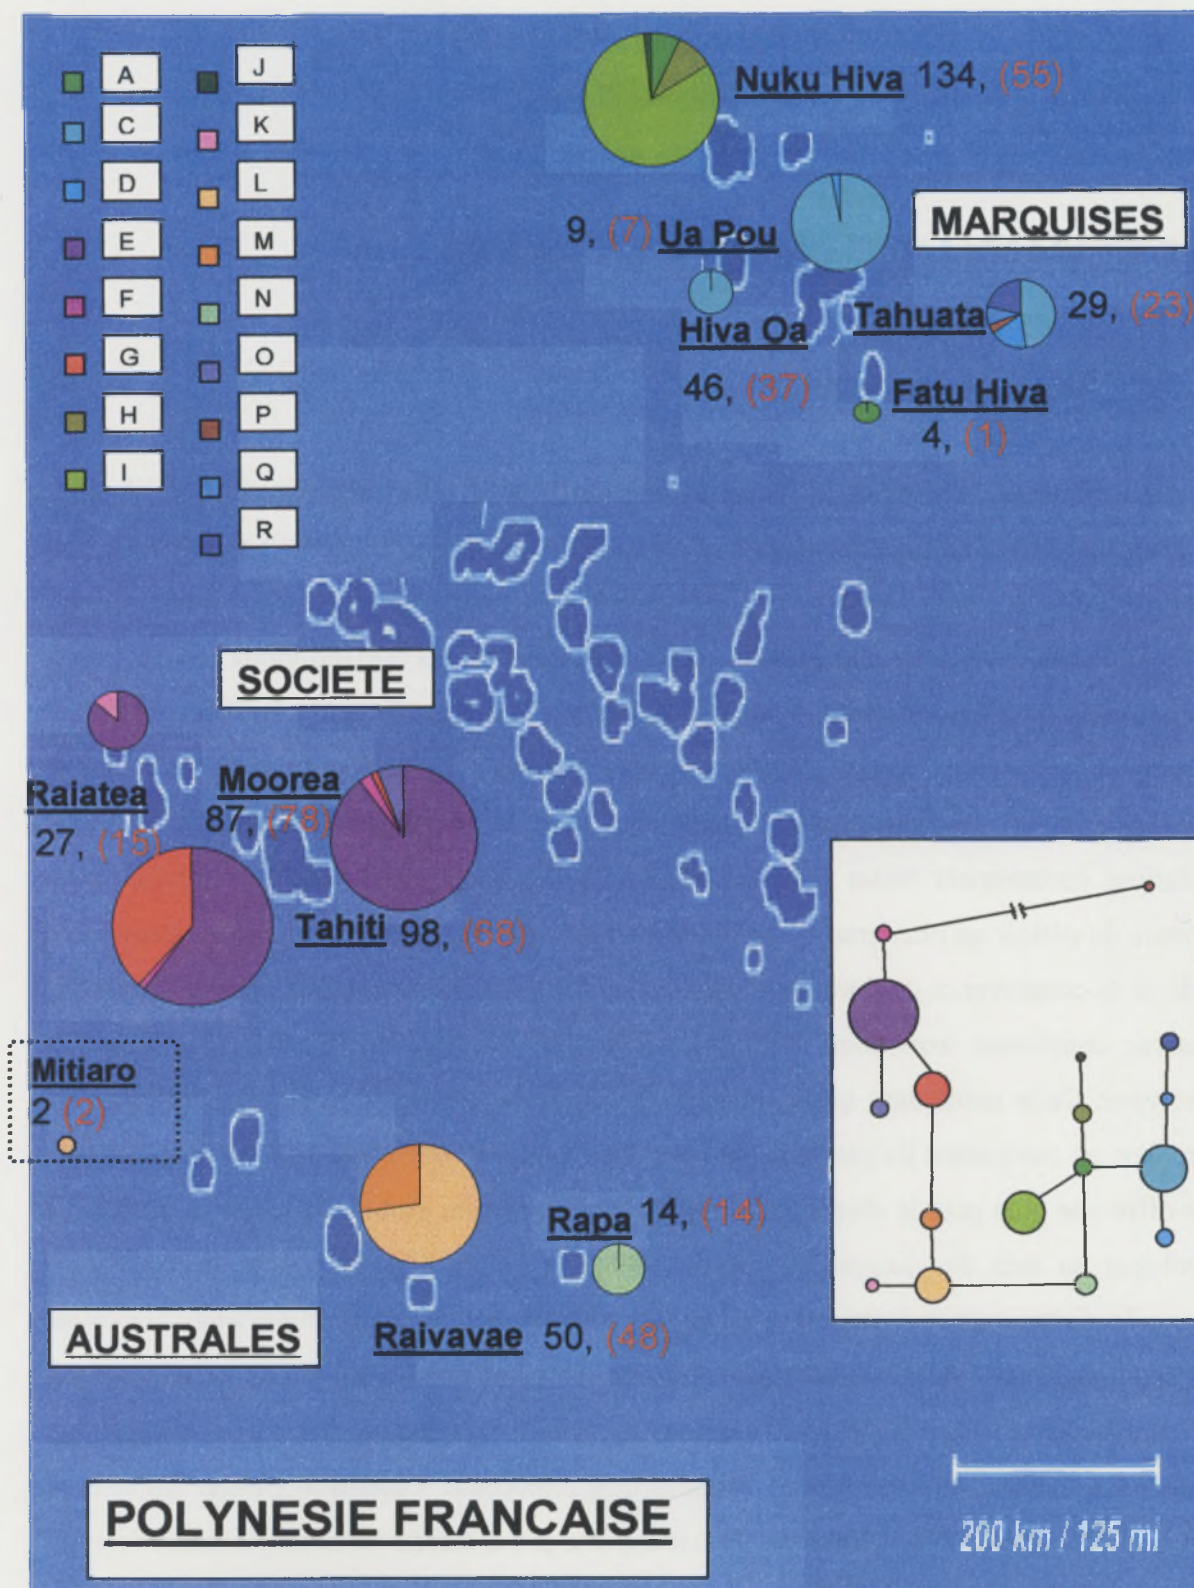 A
J
C
K
D
L
E
M
F
N
G
O
H
P
I
Q
R
Nuku Hiva 134, (55)
MARQUISES
9, (7) Ua Pou
Hiva Oa
46, (37)
Tahuata 29, (23)
Fatu Hiva
4, (1)
SOCIETE
Raiatea
27, (15)
Moorea
87, (78)
Tahiti 98, (68)
Mitiaro
2 (2)
Rapa 14, (14)
Raivavae 50, (48)
AUSTRALES
POLYNESIE FRANCAISE
200 km / 125 mi